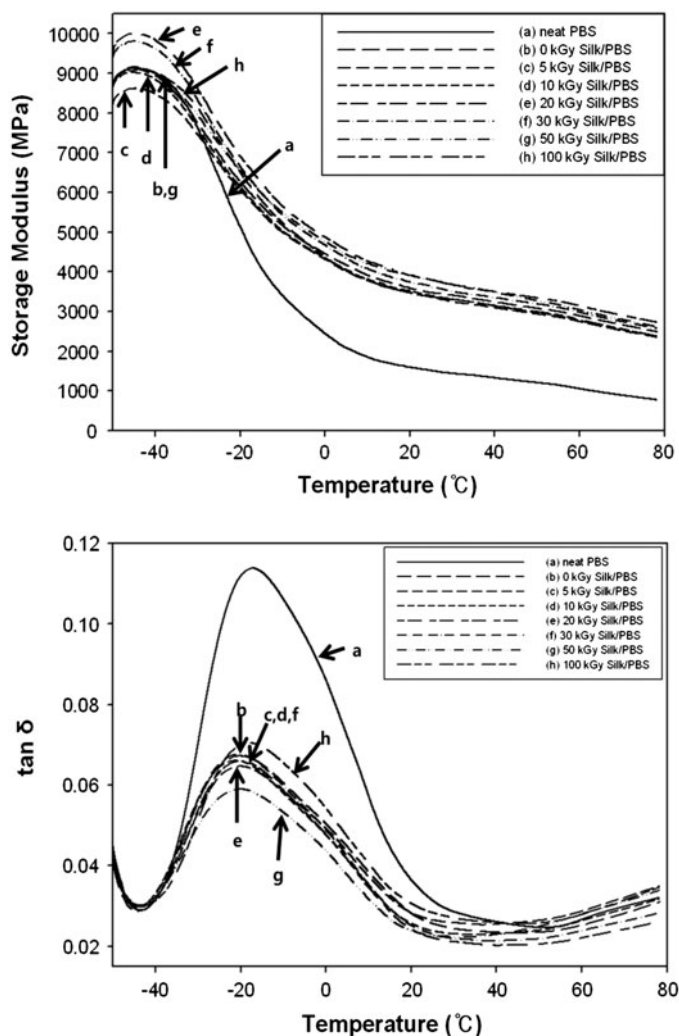 Storage Modulus (MPa)
10000
9000
8000
7000
6000
5000
4000
3000
2000
1000
0
-40
-20
0
20
40
60
80
Temperature (℃)
e
f
h
a
c
d
b,g
(a) neat PBS
(b) 0 kGy Silk/PBS
(c) 5 kGy Silk/PBS
(d) 10 kGy Silk/PBS
(e) 20 kGy Silk/PBS
(f) 30 kGy Silk/PBS
(g) 50 kGy Silk/PBS
(h) 100 kGy Silk/PBS
tan δ
0.12
0.10
0.08
0.06
0.04
0.02
-40
-20
0
20
40
60
80
Temperature (℃)
a
b
c,d,f
h
e
g
(a) neat PBS
(b) 0 kGy Silk/PBS
(c) 5 kGy Silk/PBS
(d) 10 kGy Silk/PBS
(e) 20 kGy Silk/PBS
(f) 30 kGy Silk/PBS
(g) 50 kGy Silk/PBS
(h) 100 kGy Silk/PBS